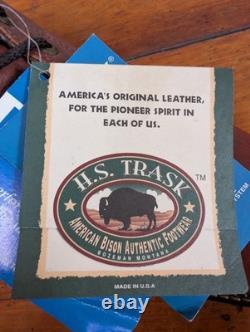 AMERICA'S ORIGINAL LEATHER,
FOR THE PIONEER SPIRIT IN
EACH OF US.
H.S. TRASK
TM
AMERICAN BISON AUTHENTIC FOOTWEAR
BOZEMAN MONTANA
MADE IN U.S.A
STEM